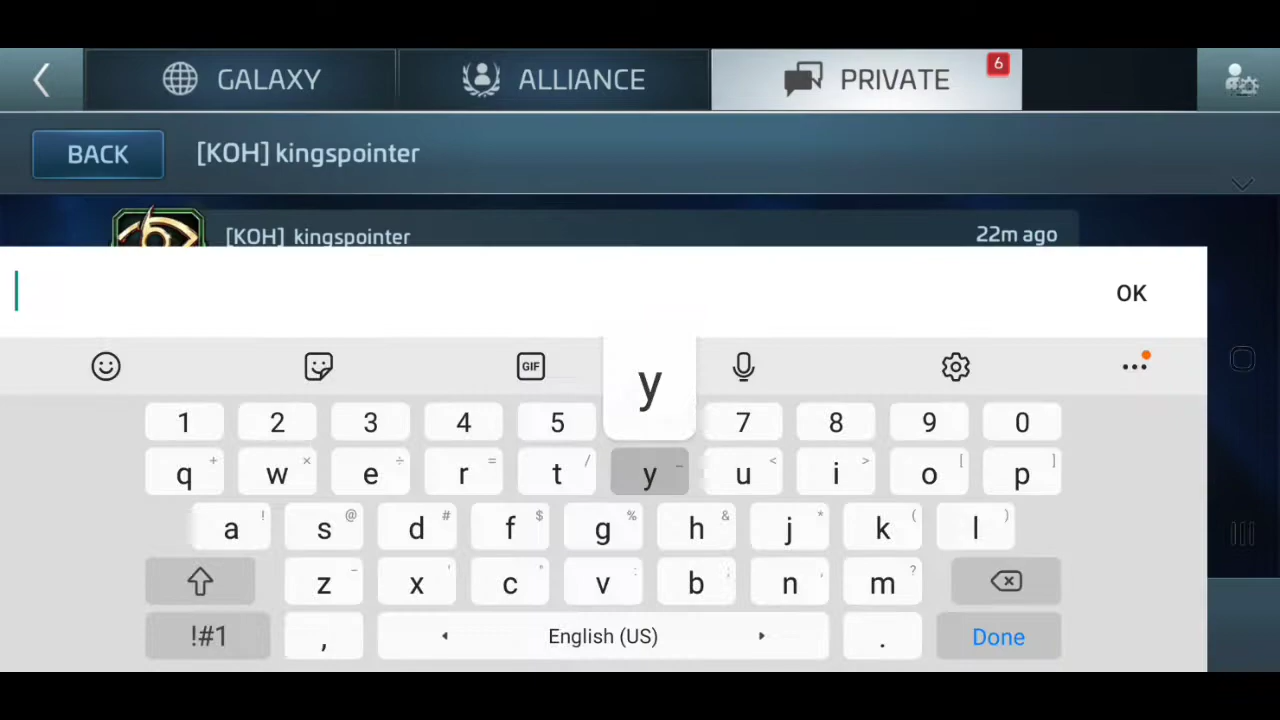 GALAXY ALLIANCE PRIVATE 6
BACK [KOH] kingspointer
[KOH] kingspointer 22m ago
OK
GIF y
1 2 3 4 5 7 8 9 0
q + w × e ÷ r = t / y _ u < i > o [ p ]
a ! s @ d # f $ g % h & j * k ( l )
z - x ' c " v : b ; n , m ?
!#1 , English (US) . Done